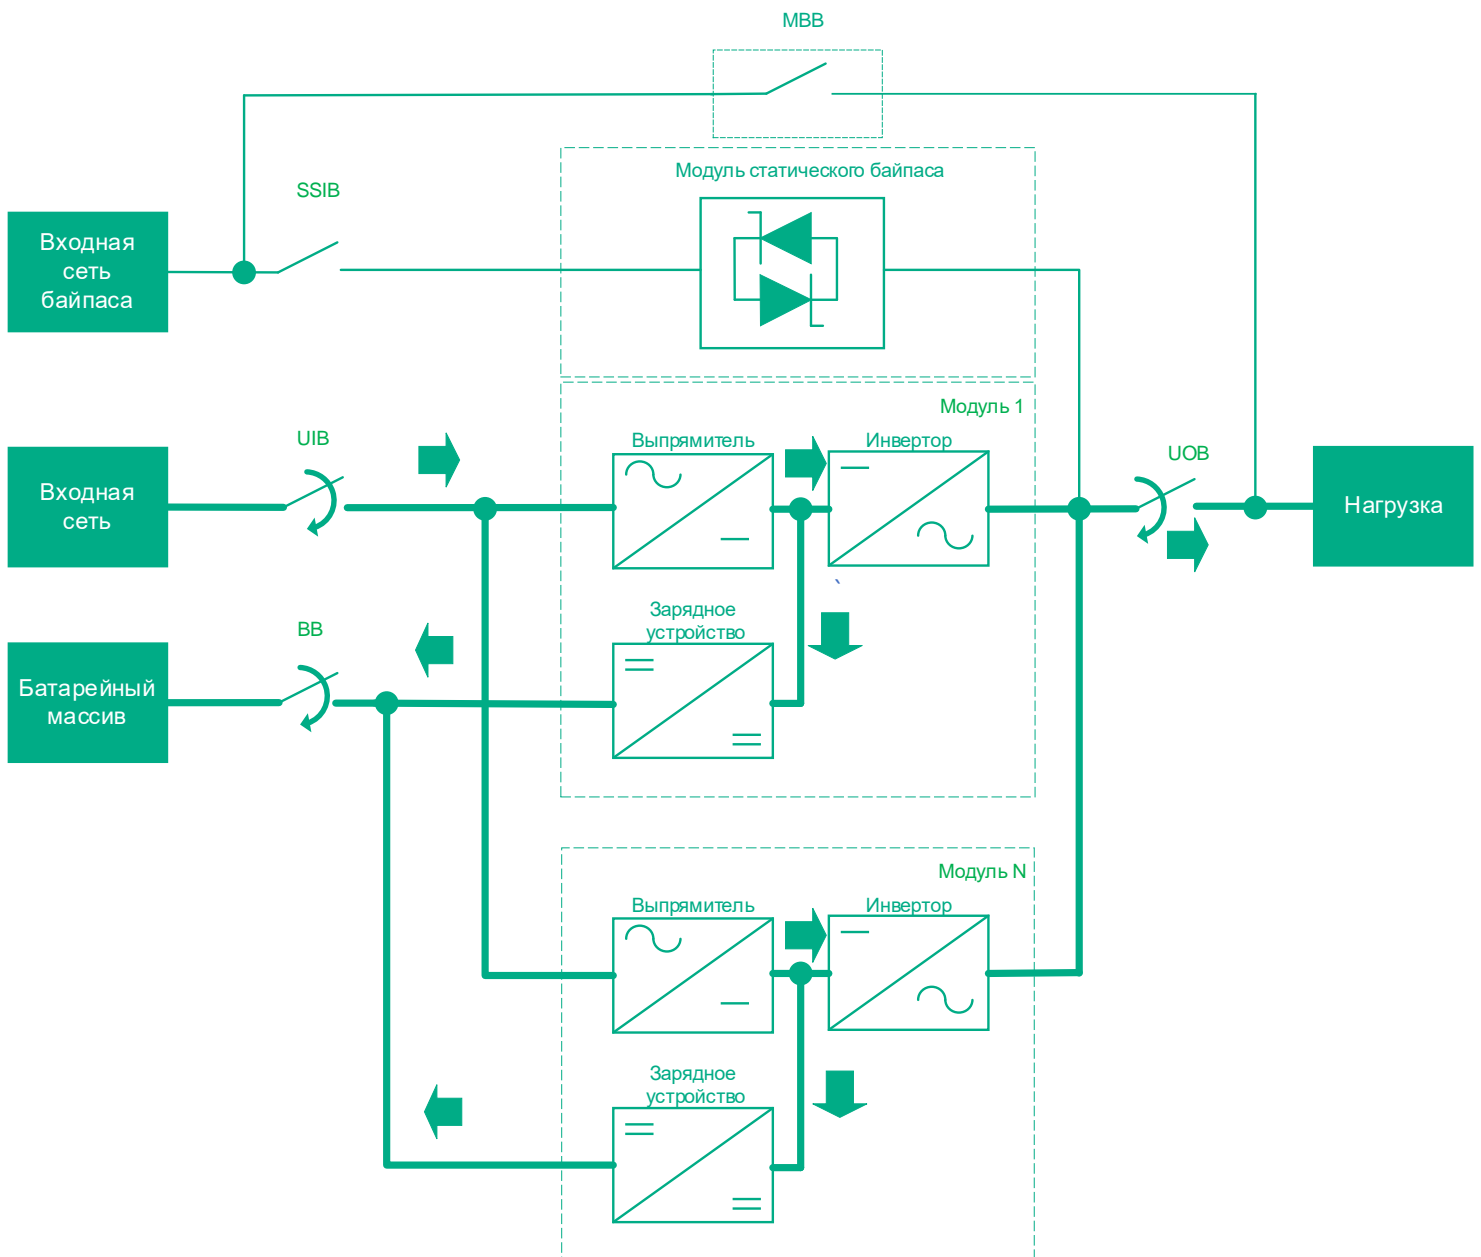 MBB
Модуль статического байпаса
SSIB
Входная
сеть
байпаса
Модуль 1
UIB
Выпрямитель
Инвертор
UOB
Входная
сеть
Нагрузка
`
Зарядное
устройство
BB
Батарейный
массив
Модуль N
Выпрямитель
Инвертор
Зарядное
устройство